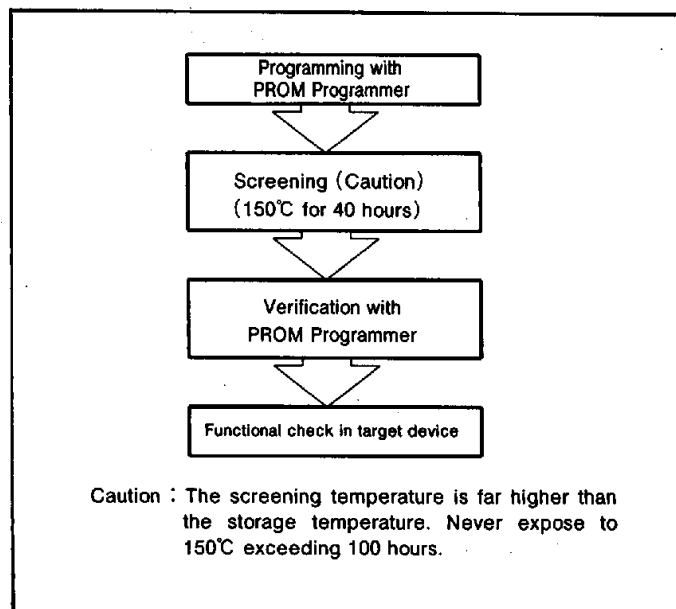 Programming with
PROM Programmer
Screening (Caution)
(150℃ for 40 hours)
Verification with
PROM Programmer
Functional check in target device
Caution : The screening temperature is far higher than
the storage temperature. Never expose to
150℃ exceeding 100 hours.